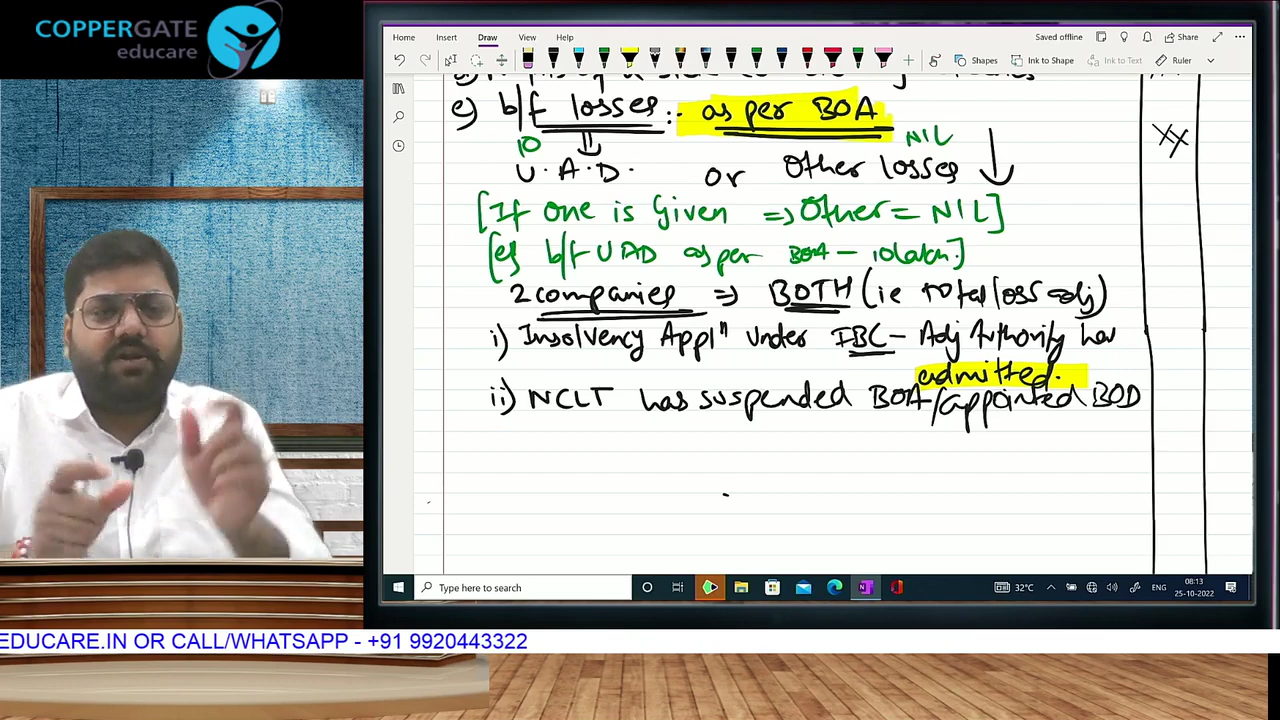 COPPERGATE
educare
Home Insert Draw View Help
Saved offline
Share
Shapes
Ink to Shape
Ink to Text
Ink to Math
Ruler
e) b/f losses :- as per BOA
10
NIL
U.A.D. or Other losses
XX
[If one is Given => Other = NIL]
[eg b/f UAD as per BOA - 10lakh.]
2 companies => BOTH (ie total loss adj)
i) Insolvency Appl" under IBC - Adj Authority has
admitted.
ii) NCLT has suspended BOA/appointed BOD
Type here to search
32°C
ENG
08:13
25-10-2022
EDUCARE.IN OR CALL/WHATSAPP - +91 9920443322